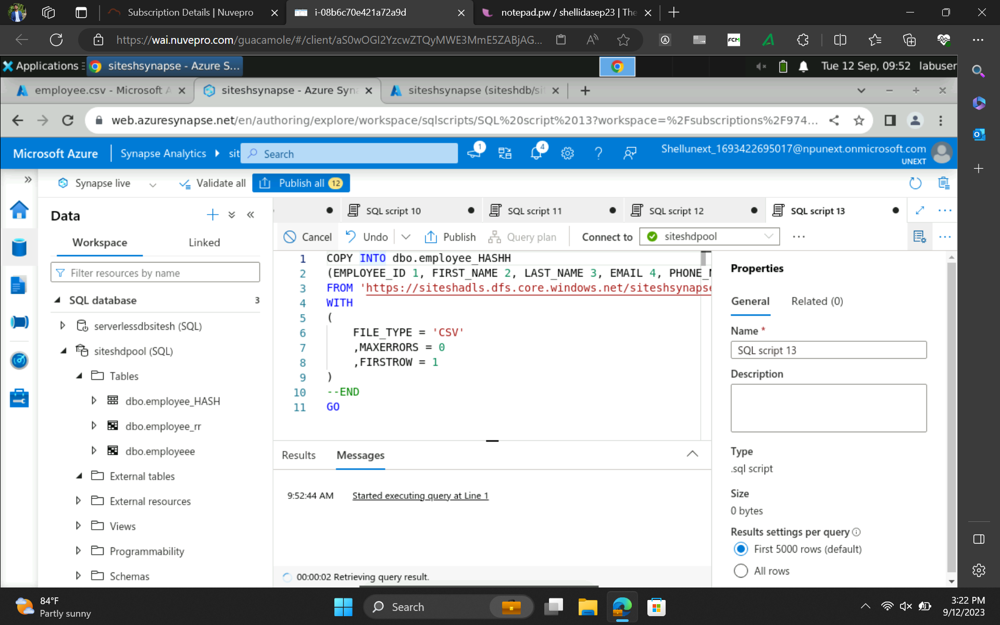 Subscription Details | Nuvepro
i-08b6c70e421a72a9d
notepad.pw / shellidasep23 | The
https://wai.nuvepro.com/guacamole/#/client/aS0wOGI2YzcwZTQyMWE3MmE5ZABjAG...
FCM
Applications
siteshsynapse - Azure S...
Tue 12 Sep, 09:52 labuser
employee.csv - Microsoft A
siteshsynapse - Azure Syn
siteshsynapse (siteshdb/si
web.azuresynapse.net/en/authoring/explore/workspace/sqlscripts/SQL%20script%2013?workspace=%2Fsubscriptions%2F974...
Microsoft Azure
Synapse Analytics
sit
Search
1
4
Shellunext_1693422695017@npunext.onmicrosoft.com
UNEXT
Synapse live
Validate all
Publish all 12
Data
SQL script 10
SQL script 11
SQL script 12
SQL script 13
Workspace
Linked
Cancel
Undo
Publish
Query plan
Connect to
siteshdpool
Filter resources by name
SQL database 3
serverlessdbsitesh (SQL)
siteshdpool (SQL)
Tables
dbo.employee_HASH
dbo.employee_rr
dbo.employeee
External tables
External resources
Views
Programmability
Schemas
1 COPY INTO dbo.employee_HASHH
2 (EMPLOYEE_ID 1, FIRST_NAME 2, LAST_NAME 3, EMAIL 4, PHONE_N
3 FROM 'https://siteshadls.dfs.core.windows.net/siteshsynapse
4 WITH
5 (
6 FILE_TYPE = 'CSV'
7 ,MAXERRORS = 0
8 ,FIRSTROW = 1
9 )
10 --END
11 GO
Results
Messages
9:52:44 AM Started executing query at Line 1
00:00:02 Retrieving query result.
Properties
General
Related (0)
Name *
SQL script 13
Description
Type
.sql script
Size
0 bytes
Results settings per query
First 5000 rows (default)
All rows
84°F
Partly sunny
Search
3:22 PM
9/12/2023